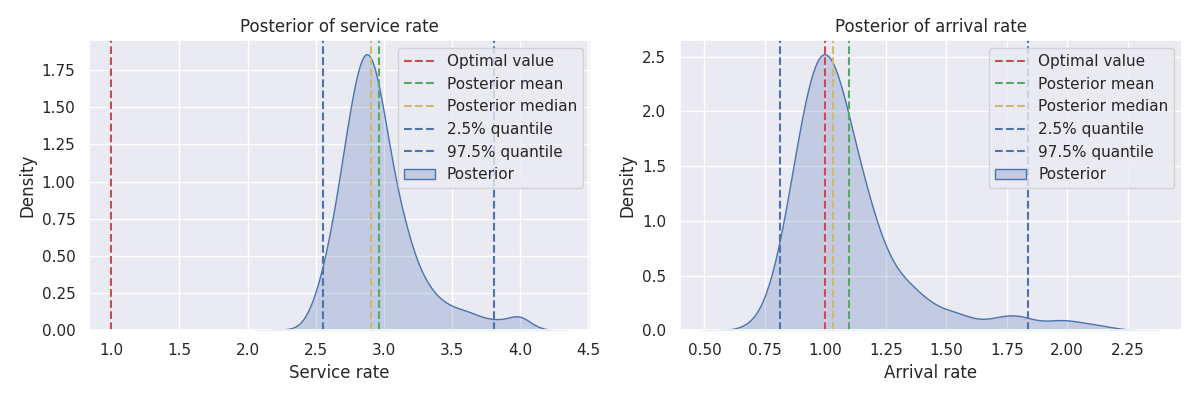 Posterior of service rate
Density
1.75
1.50
1.25
1.00
0.75
0.50
0.25
0.00
1.0 1.5 2.0 2.5 3.0 3.5 4.0 4.5
Service rate
Optimal value
Posterior mean
Posterior median
2.5% quantile
97.5% quantile
Posterior
Posterior of arrival rate
Density
2.5
2.0
1.5
1.0
0.5
0.0
0.50 0.75 1.00 1.25 1.50 1.75 2.00 2.25
Arrival rate
Optimal value
Posterior mean
Posterior median
2.5% quantile
97.5% quantile
Posterior